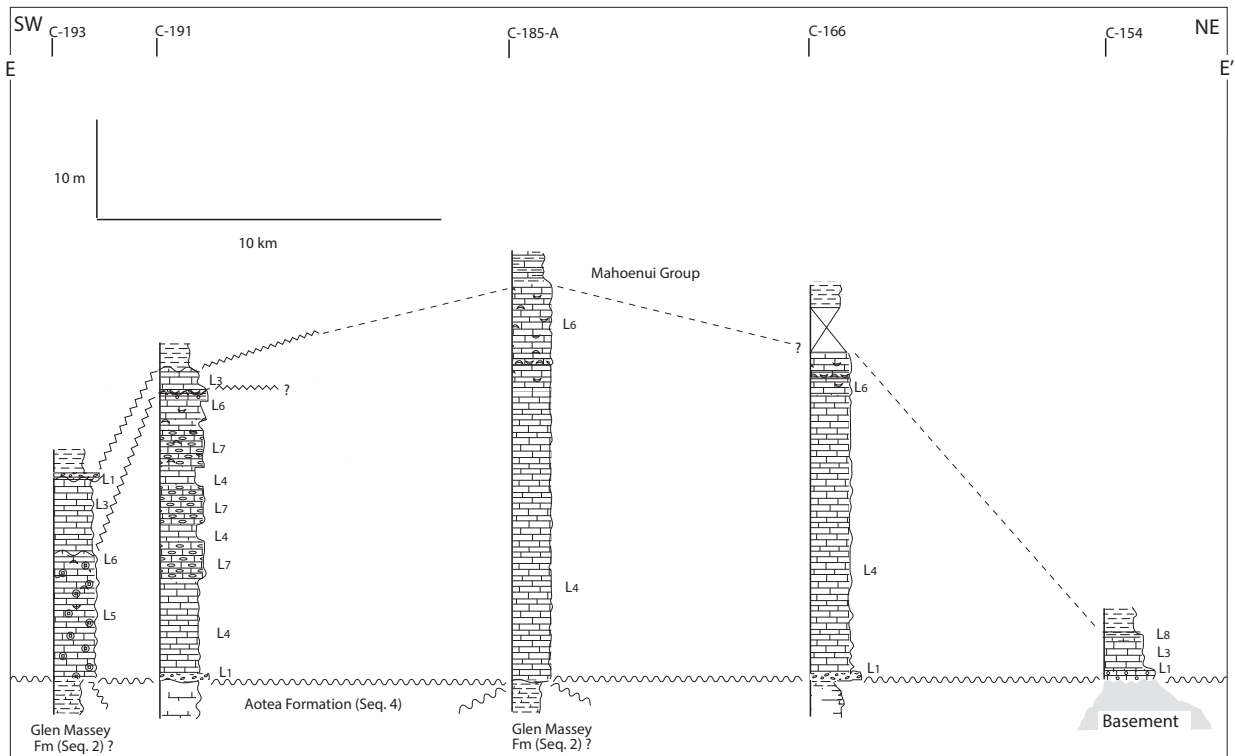 SW
NE
C-193
C-191
C-185-A
C-166
C-154
E
E'
10 m
10 km
Mahoenui Group
L6
?
L3
?
L6
L6
L7
L1
L4
L3
L7
L4
L6
L7
L5
L4
L4
L4
L8
L3
L1
L1
L1
Aotea Formation (Seq. 4)
Glen Massey
Fm (Seq. 2) ?
Glen Massey
Fm (Seq. 2) ?
Basement